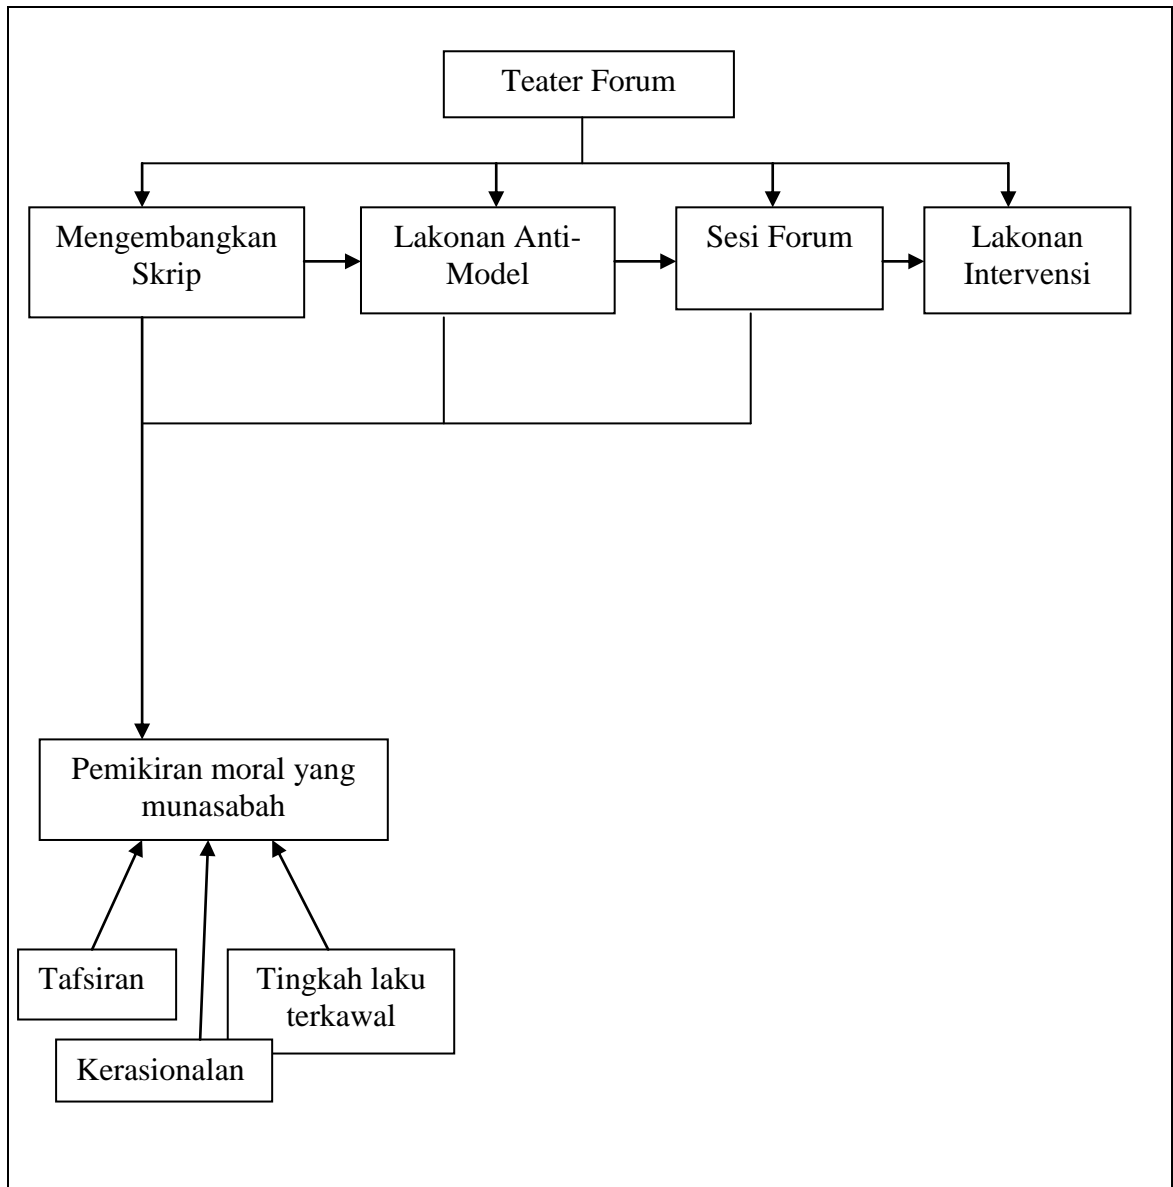 Teater Forum
Mengembangkan
Skrip
Lakonan Anti-
Model
Sesi Forum
Lakonan
Intervensi
Pemikiran moral yang
munasabah
Tafsiran
Tingkah laku
terkawal
Kerasionalan